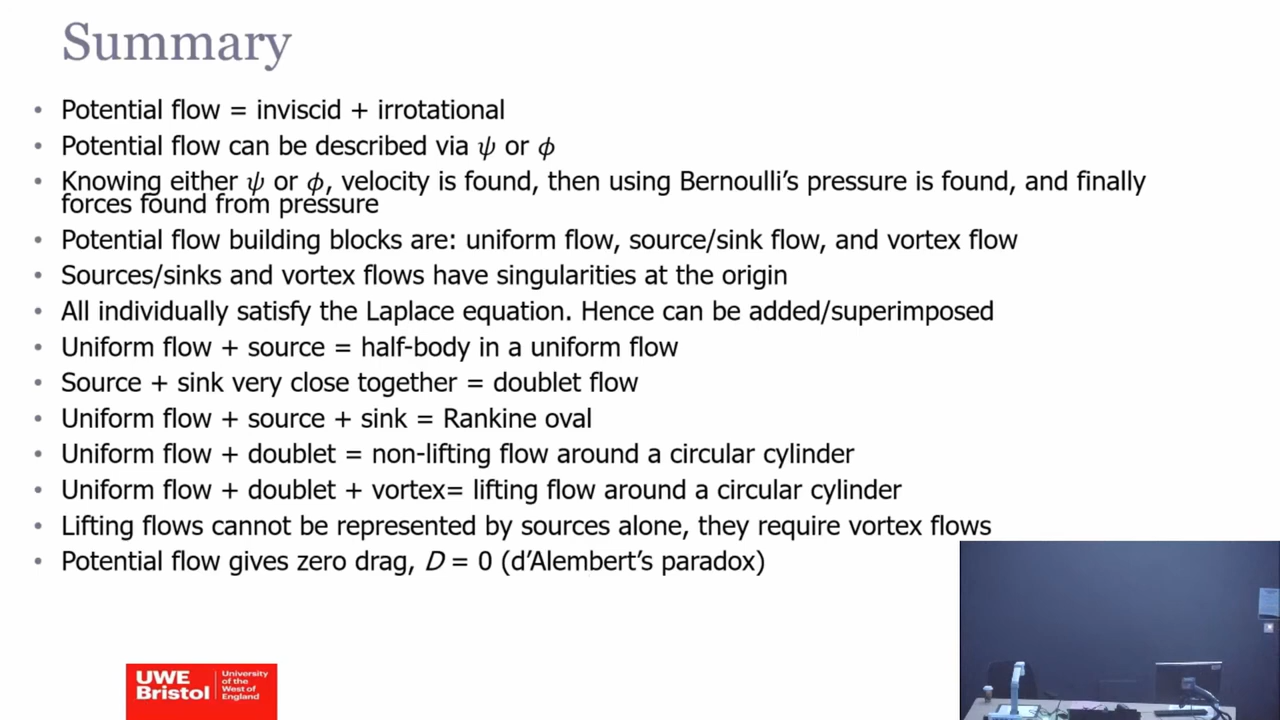 Summary
• Potential flow = inviscid + irrotational
• Potential flow can be described via ψ or ϕ
• Knowing either ψ or ϕ, velocity is found, then using Bernoulli’s pressure is found, and finally
forces found from pressure
• Potential flow building blocks are: uniform flow, source/sink flow, and vortex flow
• Sources/sinks and vortex flows have singularities at the origin
• All individually satisfy the Laplace equation. Hence can be added/superimposed
• Uniform flow + source = half-body in a uniform flow
• Source + sink very close together = doublet flow
• Uniform flow + source + sink = Rankine oval
• Uniform flow + doublet = non-lifting flow around a circular cylinder
• Uniform flow + doublet + vortex= lifting flow around a circular cylinder
• Lifting flows cannot be represented by sources alone, they require vortex flows
• Potential flow gives zero drag, D = 0 (d’Alembert’s paradox)
UWE
Bristol
University
of the
West of
England